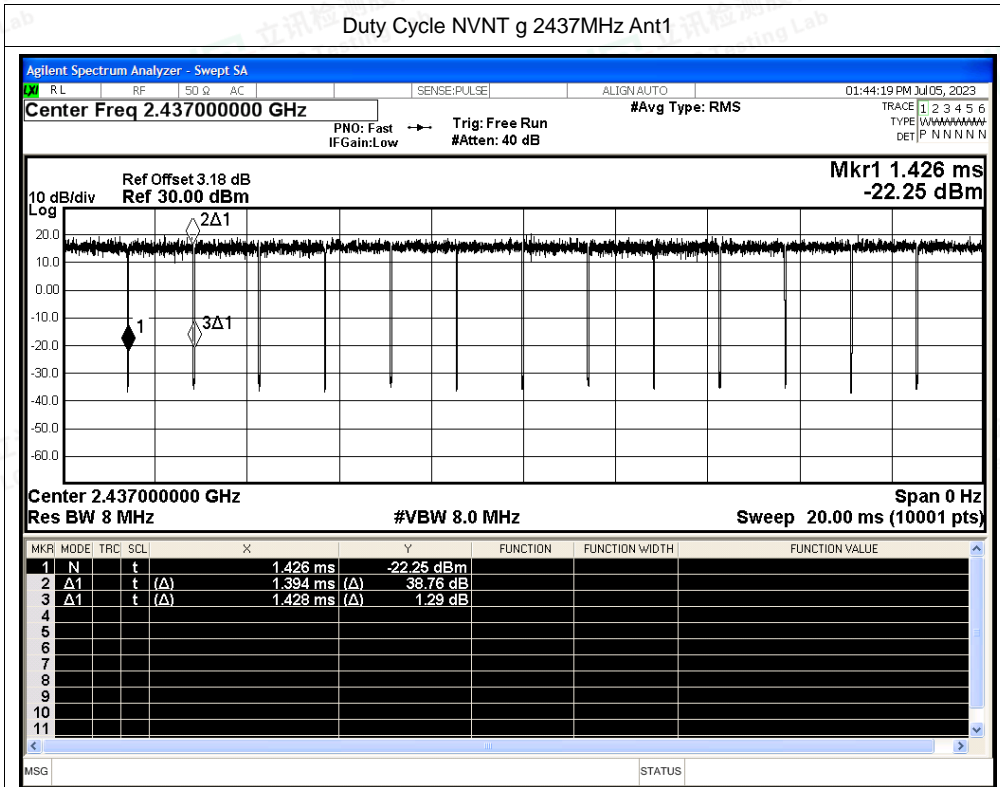 Duty Cycle NVNT g 2437MHz Ant1
Agilent Spectrum Analyzer - Swept SA
LXI RL RF 50 Ω AC SENSE:PULSE ALIGN AUTO 01:44:19 PM Jul 05, 2023
Center Freq 2.437000000 GHz #Avg Type: RMS TRACE 1 2 3 4 5 6
PNO: Fast Trig: Free Run TYPE WWWWWW
IFGain:Low #Atten: 40 dB DET P N N N N N
Mkr1 1.426 ms
-22.25 dBm
Ref Offset 3.18 dB
10 dB/div Ref 30.00 dBm
Log
2Δ1
20.0
10.0
0.00
-10.0
1 3Δ1
-20.0
-30.0
-40.0
-50.0
-60.0
Center 2.437000000 GHz Span 0 Hz
Res BW 8 MHz #VBW 8.0 MHz Sweep 20.00 ms (10001 pts)
MKR MODE TRC SCL X Y FUNCTION FUNCTION WIDTH FUNCTION VALUE
1 N t 1.426 ms -22.25 dBm
2 Δ1 t (Δ) 1.394 ms (Δ) 38.76 dB
3 Δ1 t (Δ) 1.428 ms (Δ) 1.29 dB
4
5
6
7
8
9
10
11
MSG STATUS